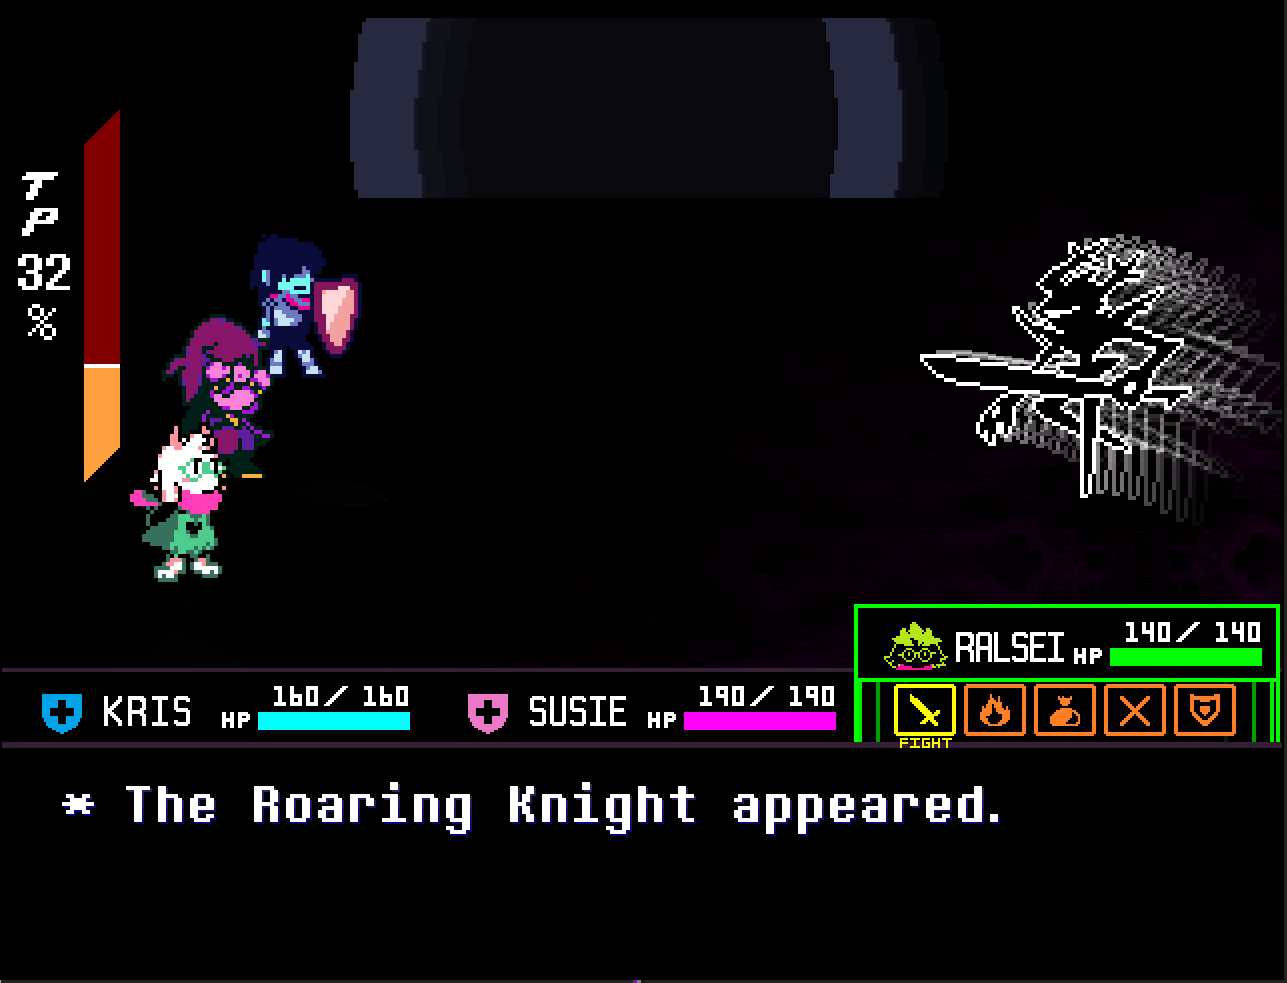 TP
32
%
RALSEI HP 140/ 140
KRIS HP 160/ 160
SUSIE HP 190/ 190
FIGHT
* The Roaring Knight appeared.